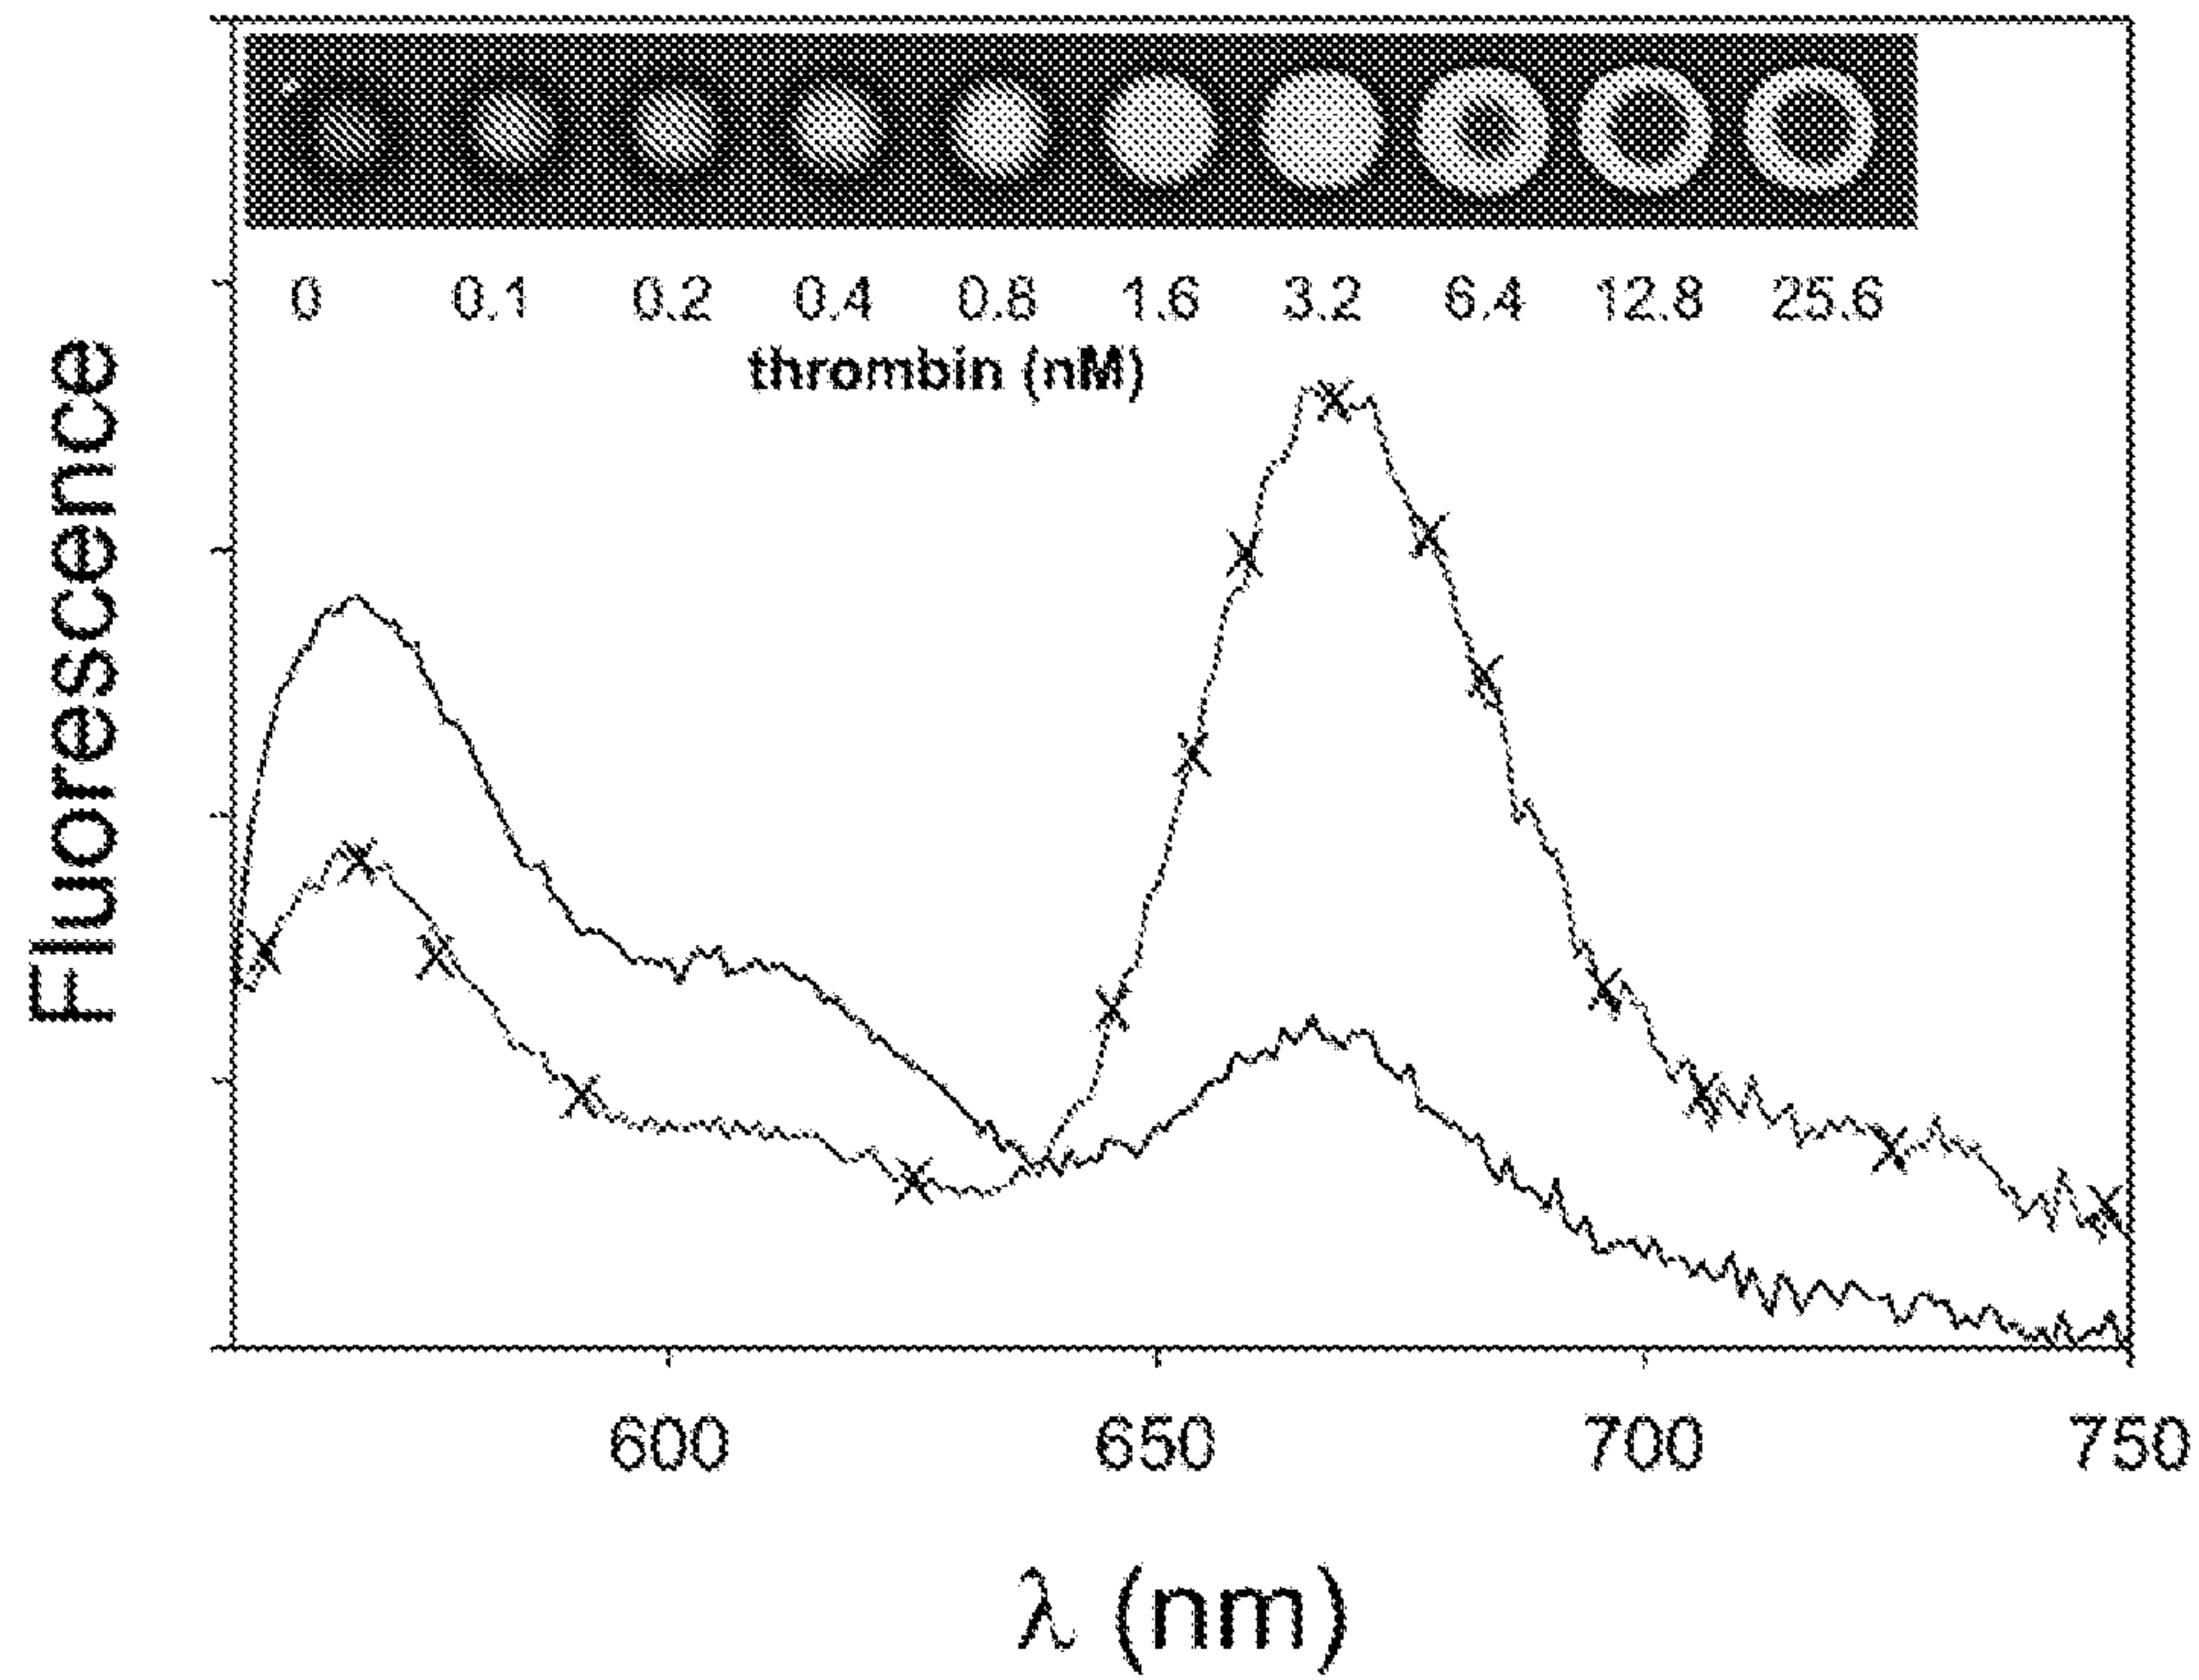 0 0.1 0.2 0.4 0.8 1.6 3.2 6.4 12.8 25.6
thrombin (nM)
Fluorescence
600 650 700 750
λ (nm)